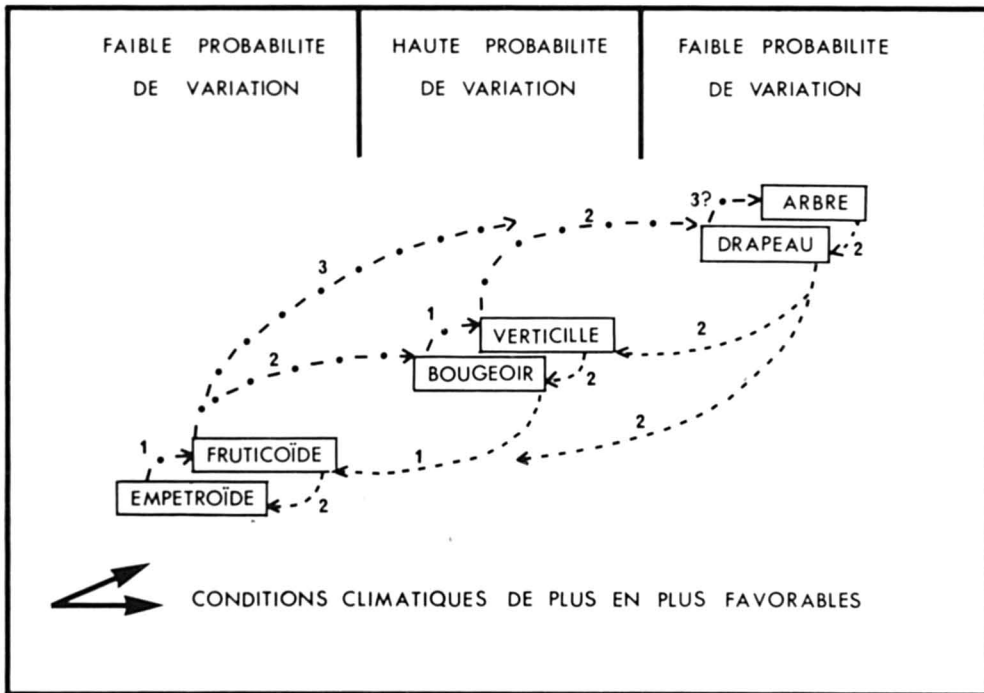 FAIBLE PROBABILITE
DE VARIATION
HAUTE PROBABILITE
DE VARIATION
FAIBLE PROBABILITE
DE VARIATION
3?
ARBRE
2
DRAPEAU
2
3
1
VERTICILLE
2
2
BOUGEOIR
2
2
1
FRUTICOÏDE
1
EMPETROÏDE
2
CONDITIONS CLIMATIQUES DE PLUS EN PLUS FAVORABLES